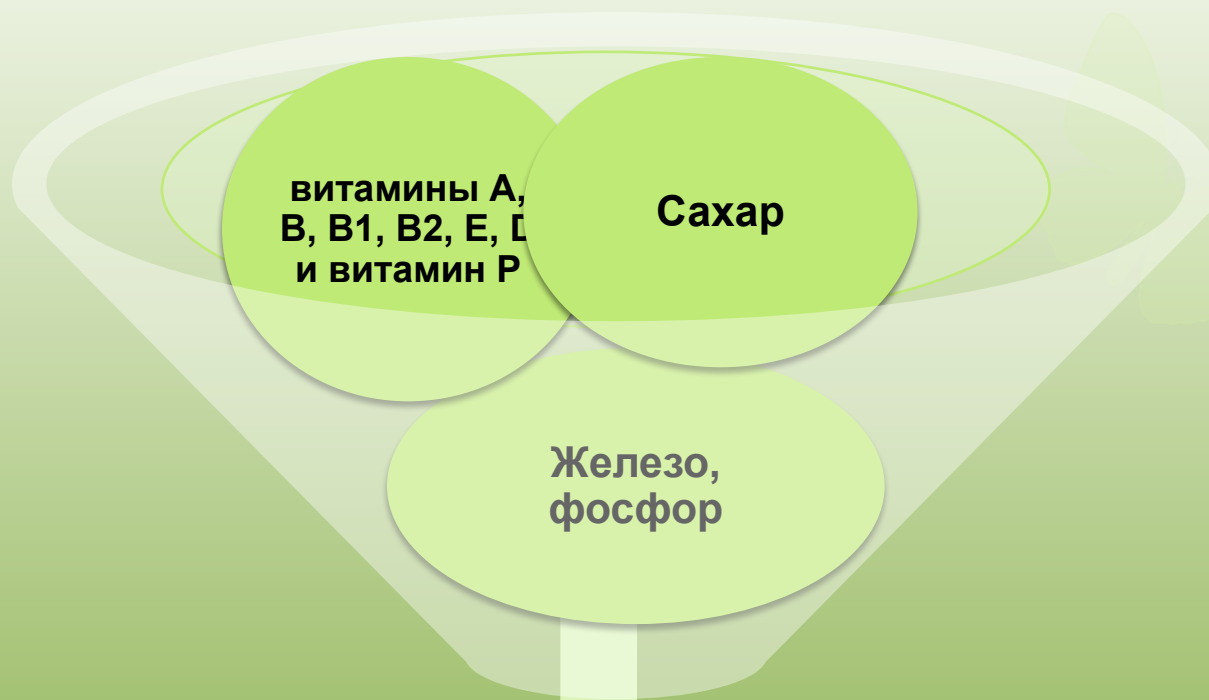 витамины А,
В, В1, В2, Е, D
и витамин Р
Сахар
Железо,
фосфор